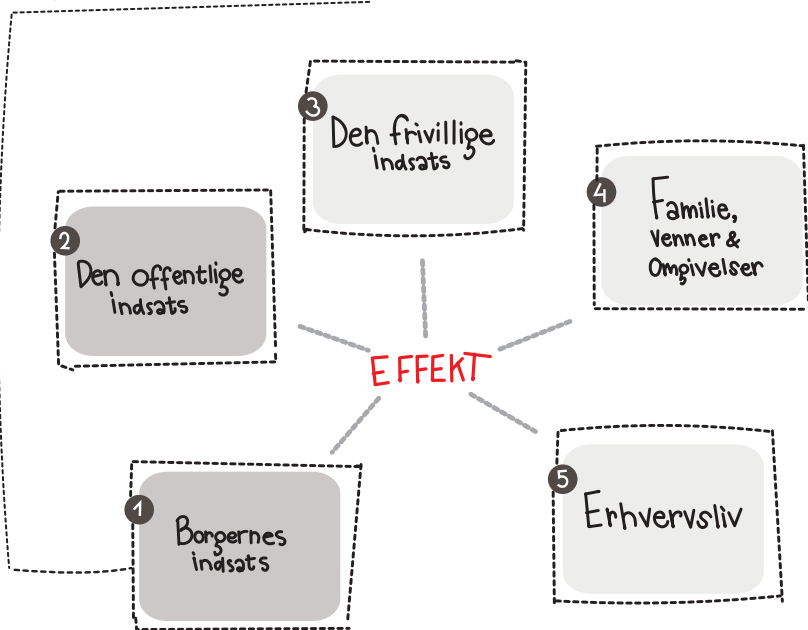 3
Den frivillige
indsats
4
Familie,
Venner &
Omgivelser
2
Den offentlige
indsats
EFFEKT
5
Erhvervsliv
1
Borgernes
indsats